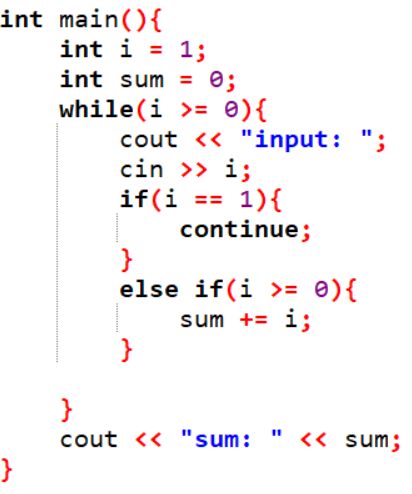 int main(){
    int i = 1;
    int sum = 0;
    while(i >= 0){
        cout << "input: ";
        cin >> i;
        if(i == 1){
            continue;
        }
        else if(i >= 0){
            sum += i;
        }
    }
    cout << "sum: " << sum;
}